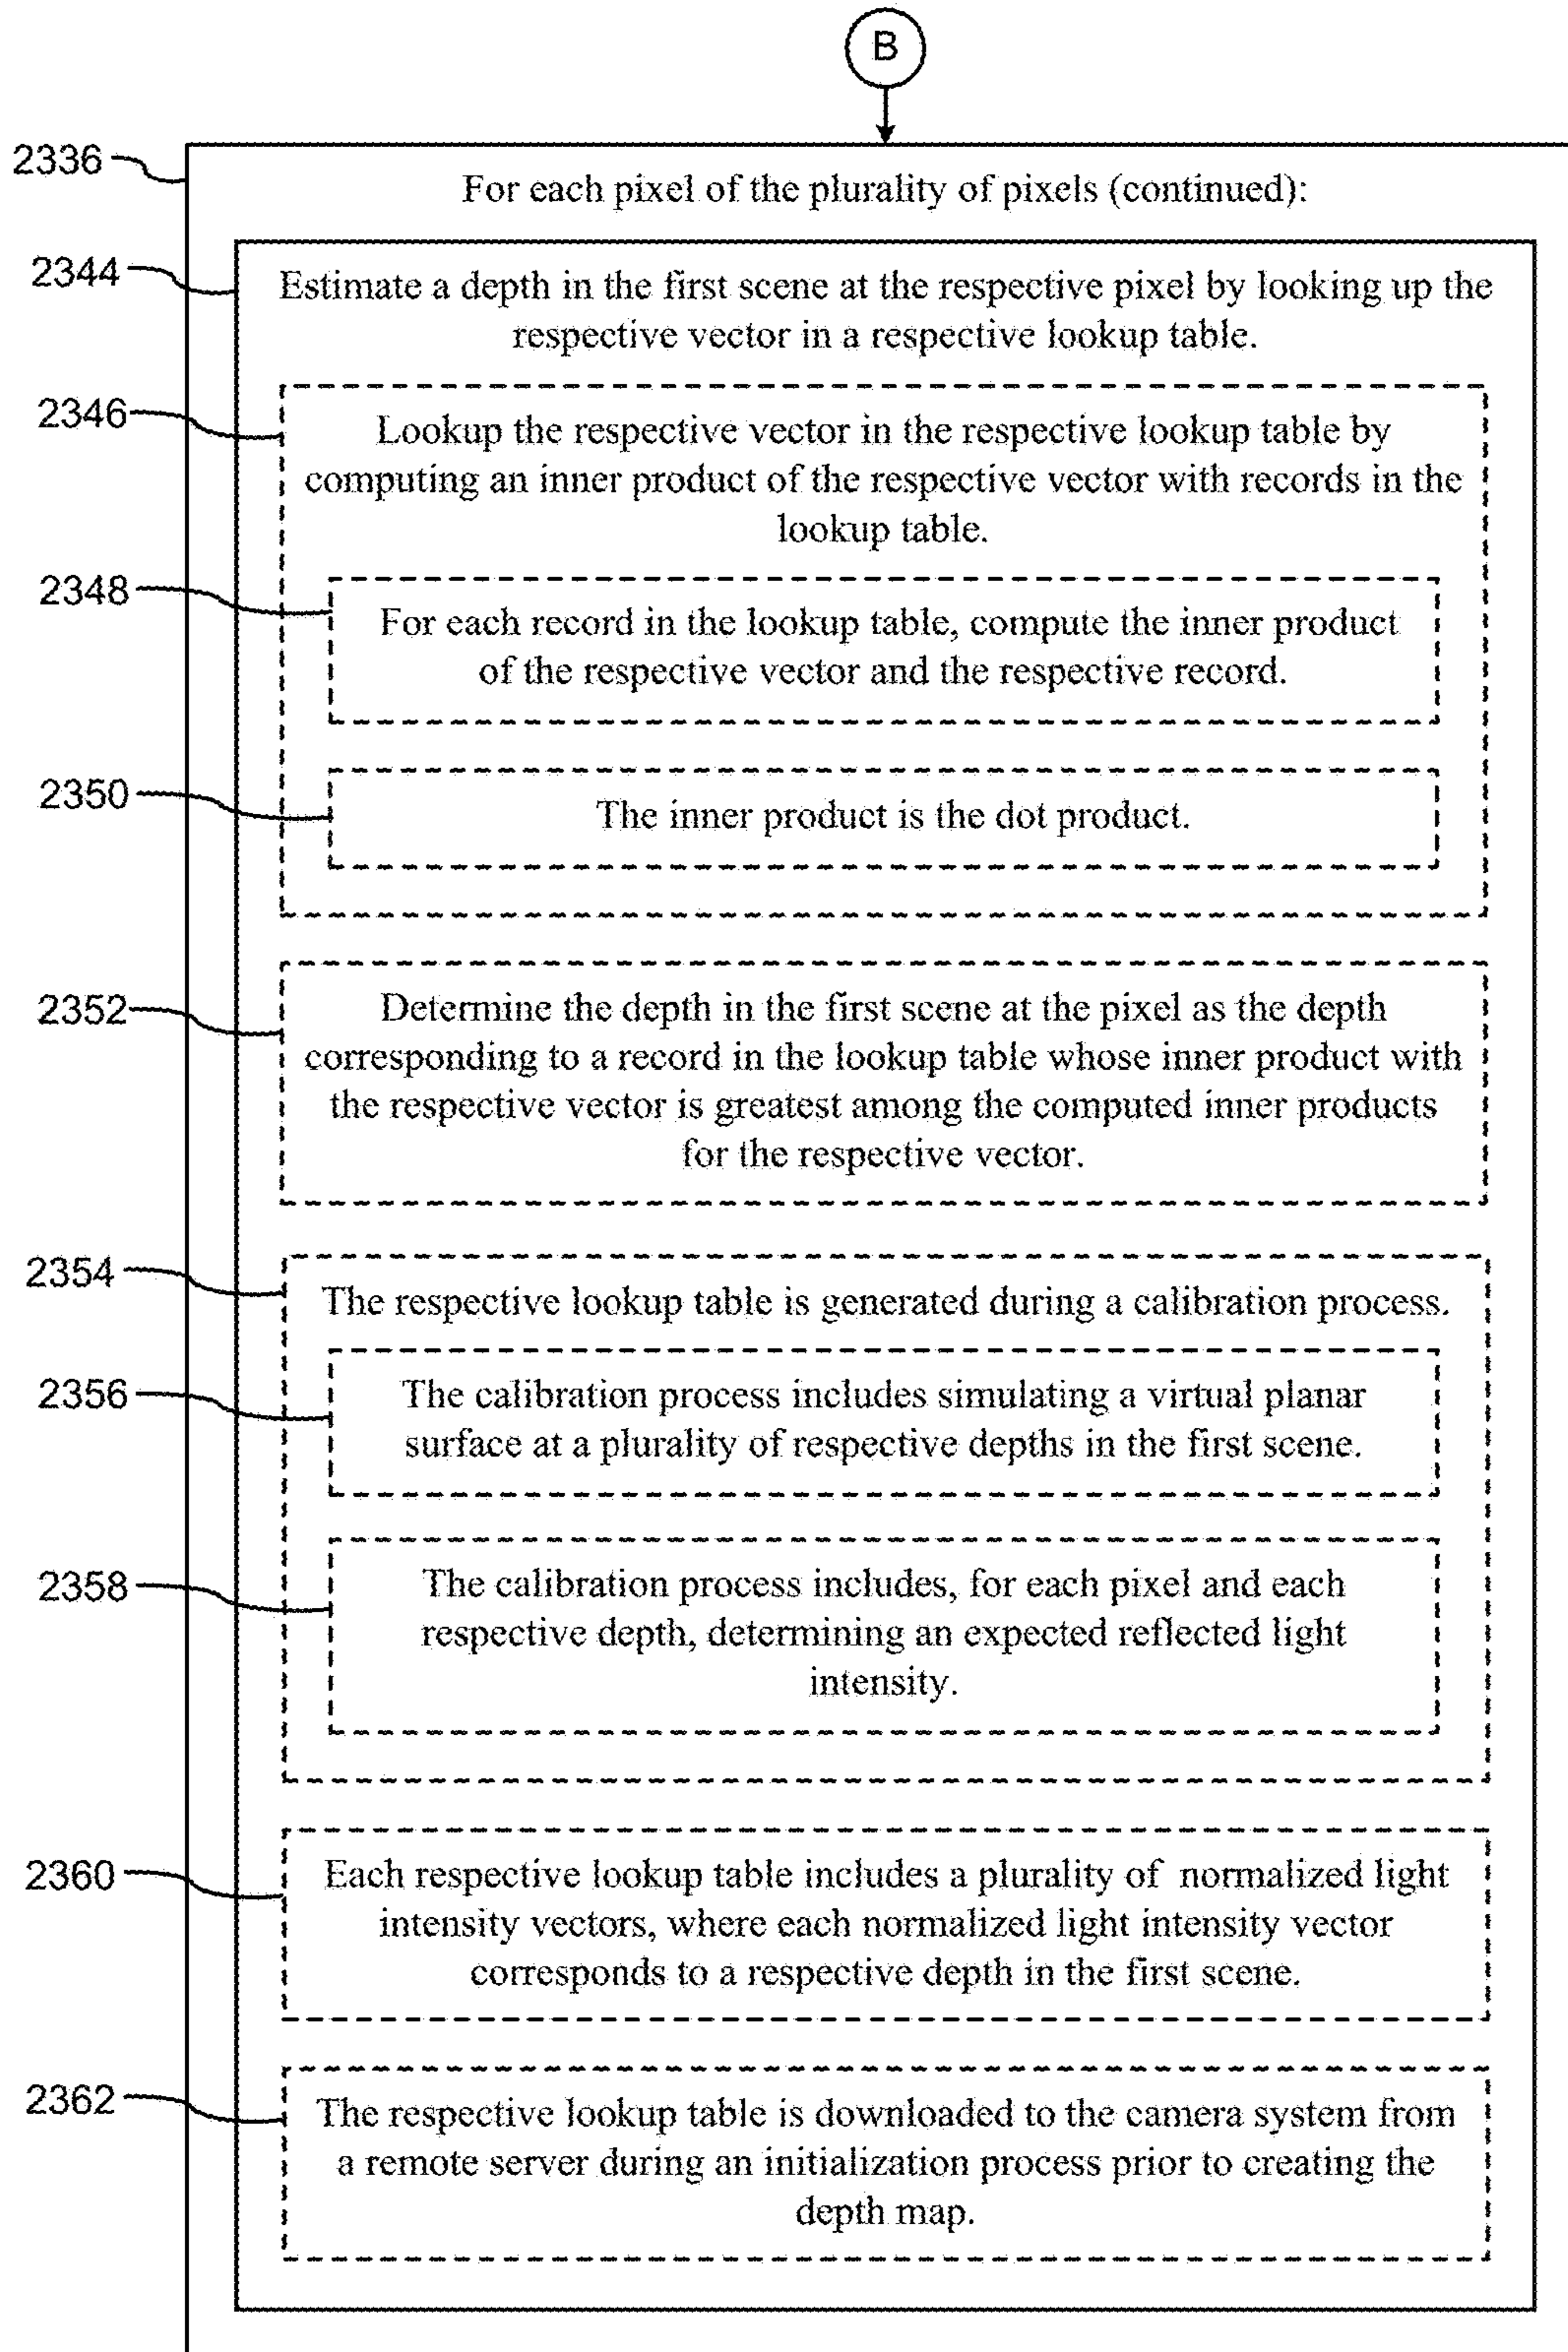 B
2336
For each pixel of the plurality of pixels (continued):
2344
Estimate a depth in the first scene at the respective pixel by looking up the
respective vector in a respective lookup table.
2346
Lookup the respective vector in the respective lookup table by
computing an inner product of the respective vector with records in the
lookup table.
2348
For each record in the lookup table, compute the inner product
of the respective vector and the respective record.
2350
The inner product is the dot product.
2352
Determine the depth in the first scene at the pixel as the depth
corresponding to a record in the lookup table whose inner product with
the respective vector is greatest among the computed inner products
for the respective vector.
2354
The respective lookup table is generated during a calibration process.
2356
The calibration process includes simulating a virtual planar
surface at a plurality of respective depths in the first scene.
2358
The calibration process includes, for each pixel and each
respective depth, determining an expected reflected light
intensity.
2360
Each respective lookup table includes a plurality of normalized light
intensity vectors, where each normalized light intensity vector
corresponds to a respective depth in the first scene.
2362
The respective lookup table is downloaded to the camera system from
a remote server during an initialization process prior to creating the
depth map.